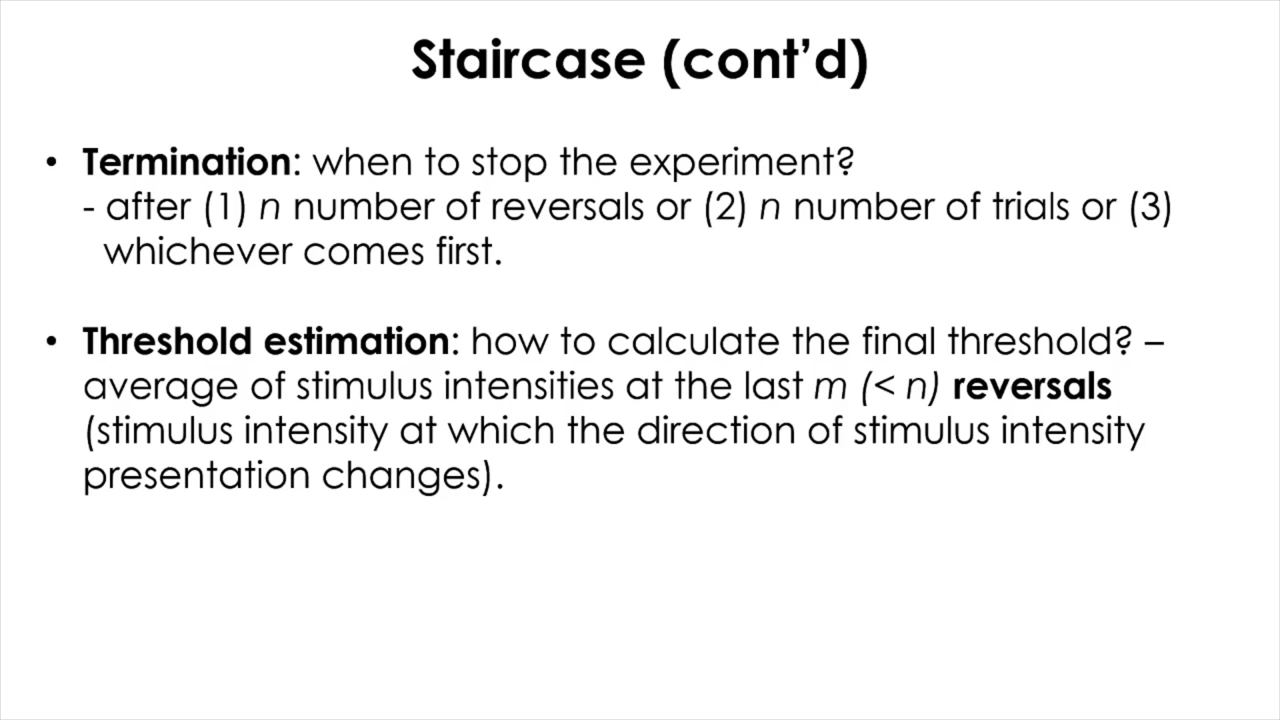 Staircase (cont’d)
• Termination: when to stop the experiment?
- after (1) n number of reversals or (2) n number of trials or (3)
whichever comes first.
• Threshold estimation: how to calculate the final threshold? –
average of stimulus intensities at the last m (< n) reversals
(stimulus intensity at which the direction of stimulus intensity
presentation changes).